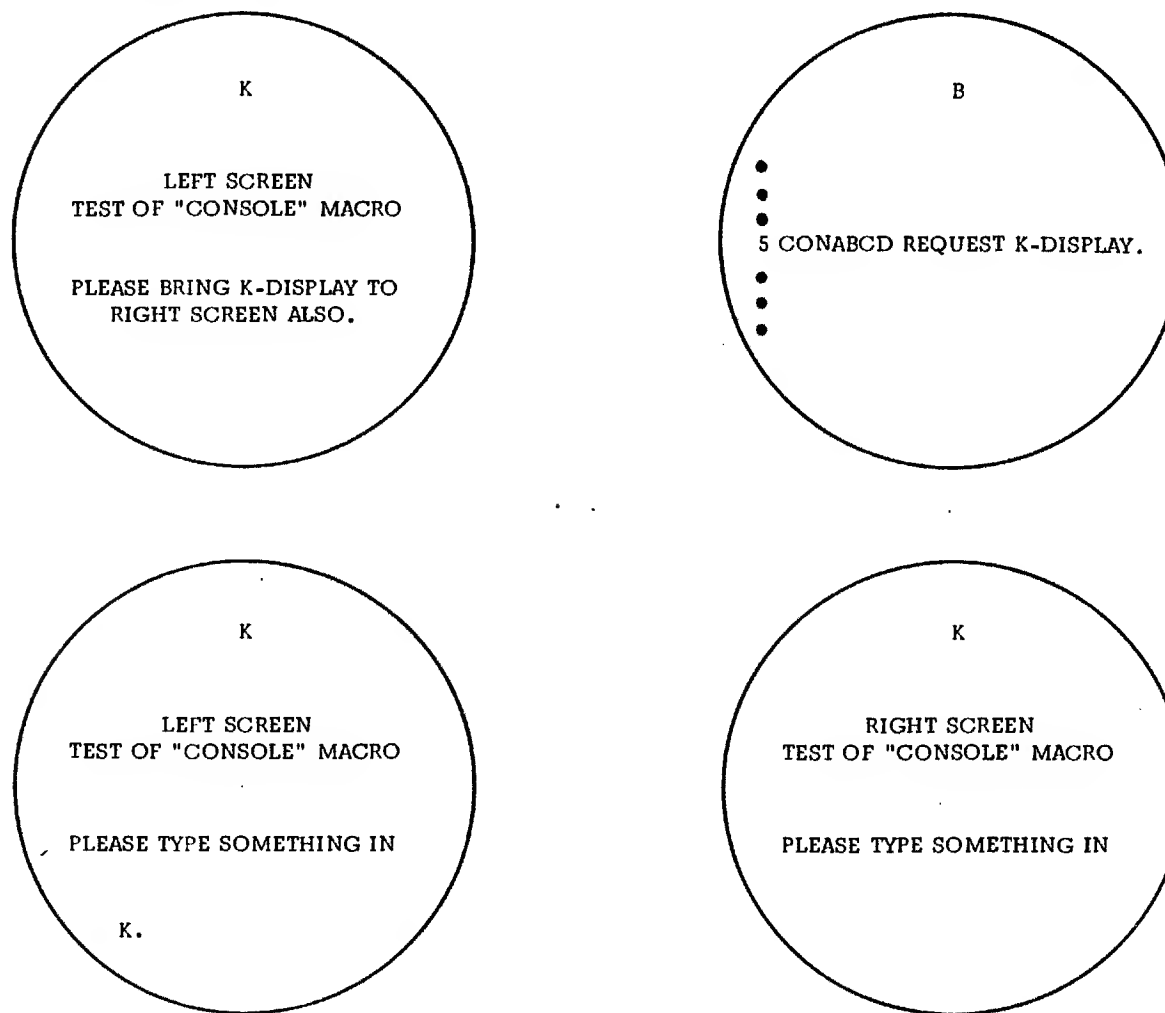 K
LEFT SCREEN
TEST OF "CONSOLE" MACRO
PLEASE BRING K-DISPLAY TO
RIGHT SCREEN ALSO.
B
5 CONABCD REQUEST K-DISPLAY.
K
LEFT SCREEN
TEST OF "CONSOLE" MACRO
PLEASE TYPE SOMETHING IN
K.
K
RIGHT SCREEN
TEST OF "CONSOLE" MACRO
PLEASE TYPE SOMETHING IN